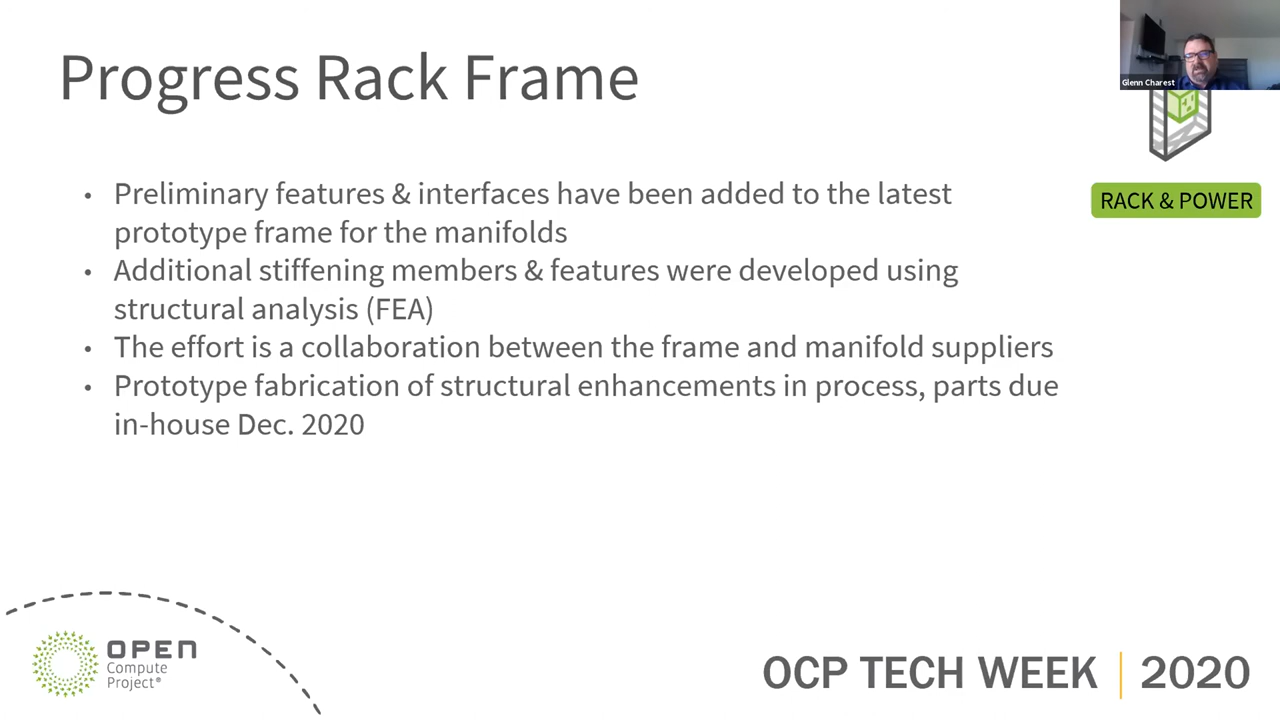 Progress Rack Frame
Glenn Charest
RACK & POWER
• Preliminary features & interfaces have been added to the latest
prototype frame for the manifolds
• Additional stiffening members & features were developed using
structural analysis (FEA)
• The effort is a collaboration between the frame and manifold suppliers
• Prototype fabrication of structural enhancements in process, parts due
in-house Dec. 2020
OPEN
Compute
Project®
OCP TECH WEEK | 2020